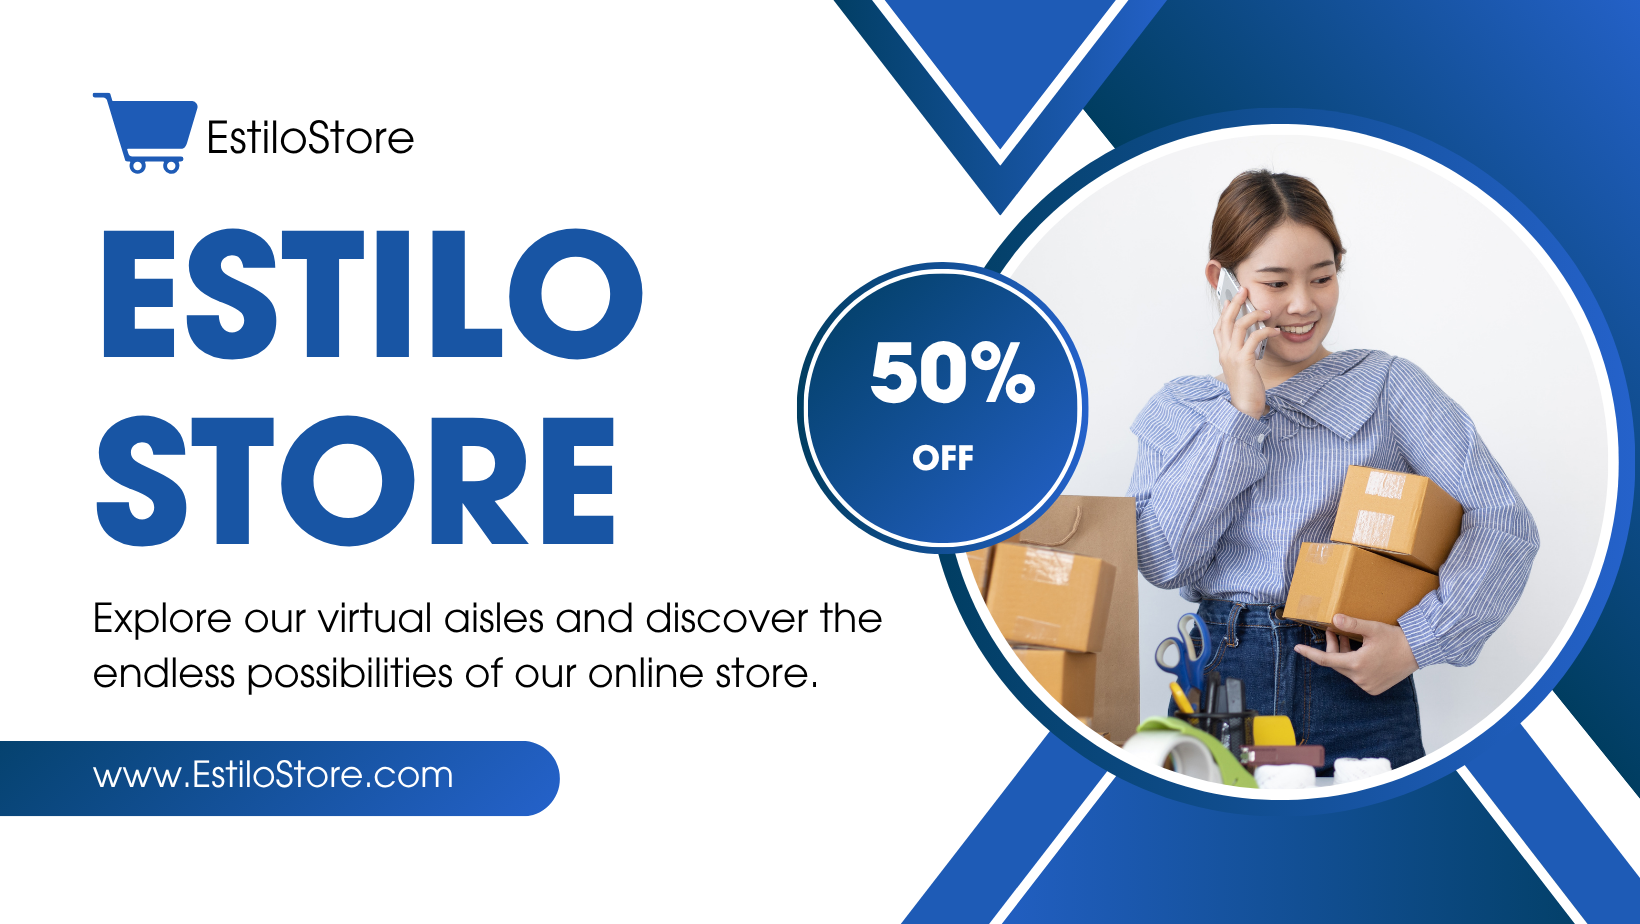 EstiloStore
ESTILO
STORE
50%
OFF
Explore our virtual aisles and discover the
endless possibilities of our online store.
www.EstiloStore.com